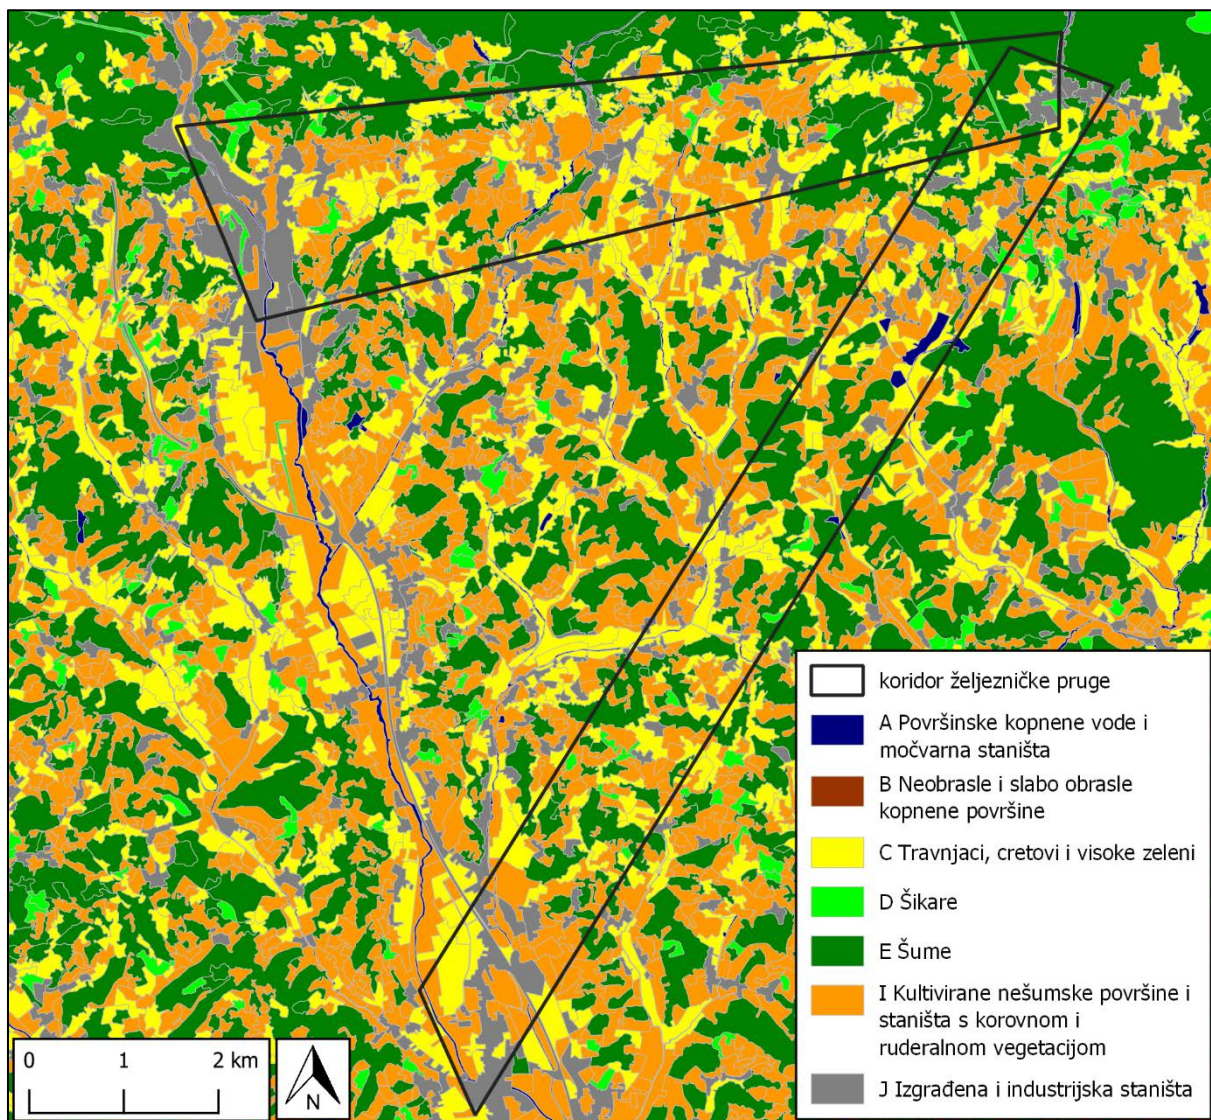 koridor željezničke pruge
A Površinske kopnene vode i
močvarna staništa
B Neobrasle i slabo obrasle
kopnene površine
C Travnjaci, cretovi i visoke zeleni
D Šikare
E Šume
I Kultivirane nešumske površine i
staništa s korovnom i
ruderalnom vegetacijom
J Izgrađena i industrijska staništa
0 1 2 km
N